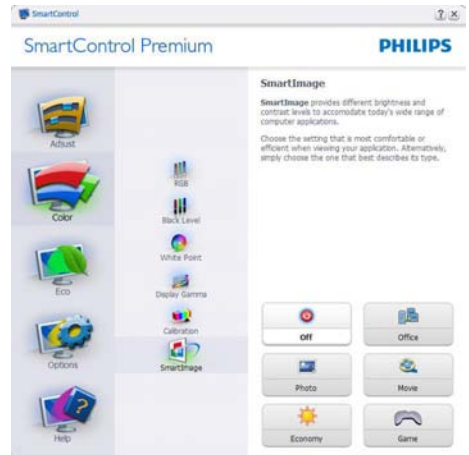 SmartControl
SmartControl Premium
PHILIPS
Adjust
Color
Eco
Options
Help
RGB
Black Level
White Point
Display Gamma
Calibration
SmartImage
SmartImage
SmartImage provides different brightness and
contrast levels to accomodate today's wide range of
computer applications.
Choose the setting that is most comfortable or
efficient when viewing your application. Alternatively,
simply choose the one that best describes its type.
Off
Office
Photo
Movie
Economy
Game